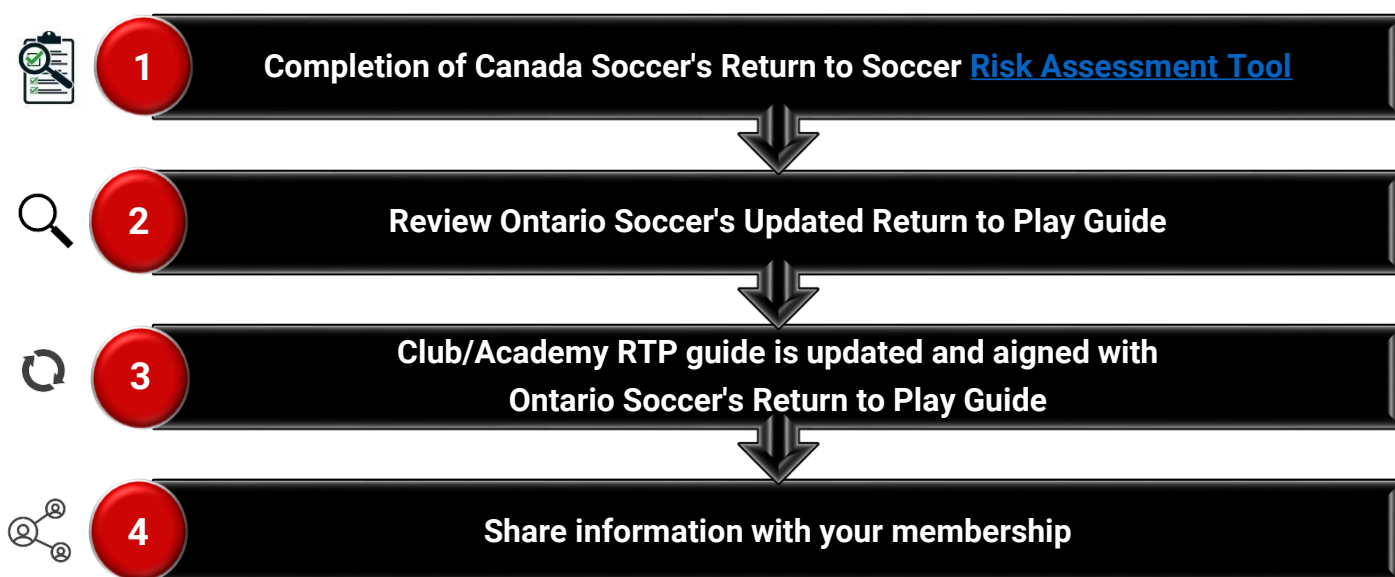 1
Completion of Canada Soccer's Return to Soccer Risk Assessment Tool
2
Review Ontario Soccer's Updated Return to Play Guide
3
Club/Academy RTP guide is updated and aigned with
Ontario Soccer's Return to Play Guide
4
Share information with your membership